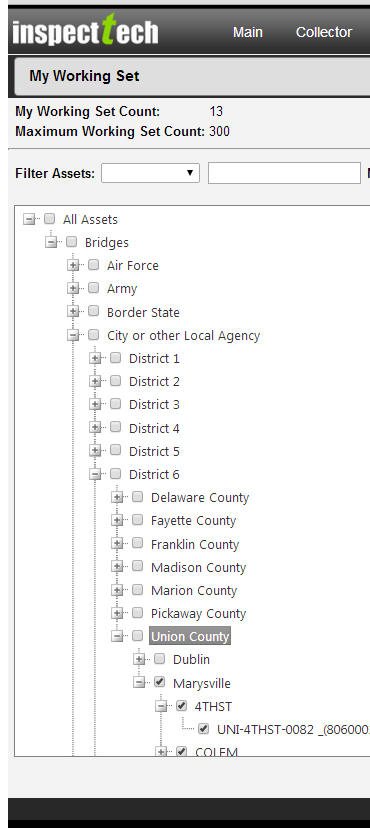 inspecttech
Main Collector
My Working Set
My Working Set Count: 13
Maximum Working Set Count: 300
Filter Assets:
All Assets
Bridges
Air Force
Army
Border State
City or other Local Agency
District 1
District 2
District 3
District 4
District 5
District 6
Delaware County
Fayette County
Franklin County
Madison County
Marion County
Pickaway County
Union County
Dublin
Marysville
4THST
UNI-4THST-0082 _(806000
COLEM